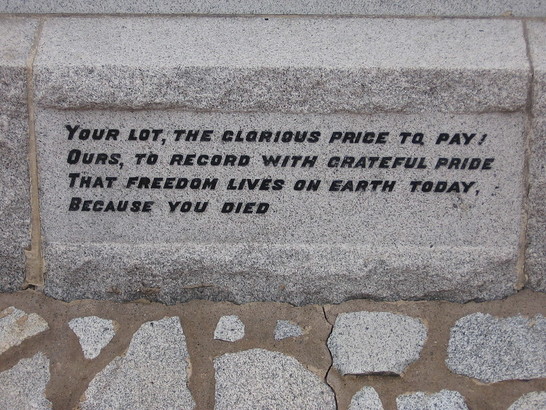 YOUR LOT, THE GLORIOUS PRICE TO PAY!
OURS, TO RECORD WITH GRATEFUL PRIDE
THAT FREEDOM LIVES ON EARTH TODAY,
BECAUSE YOU DIED